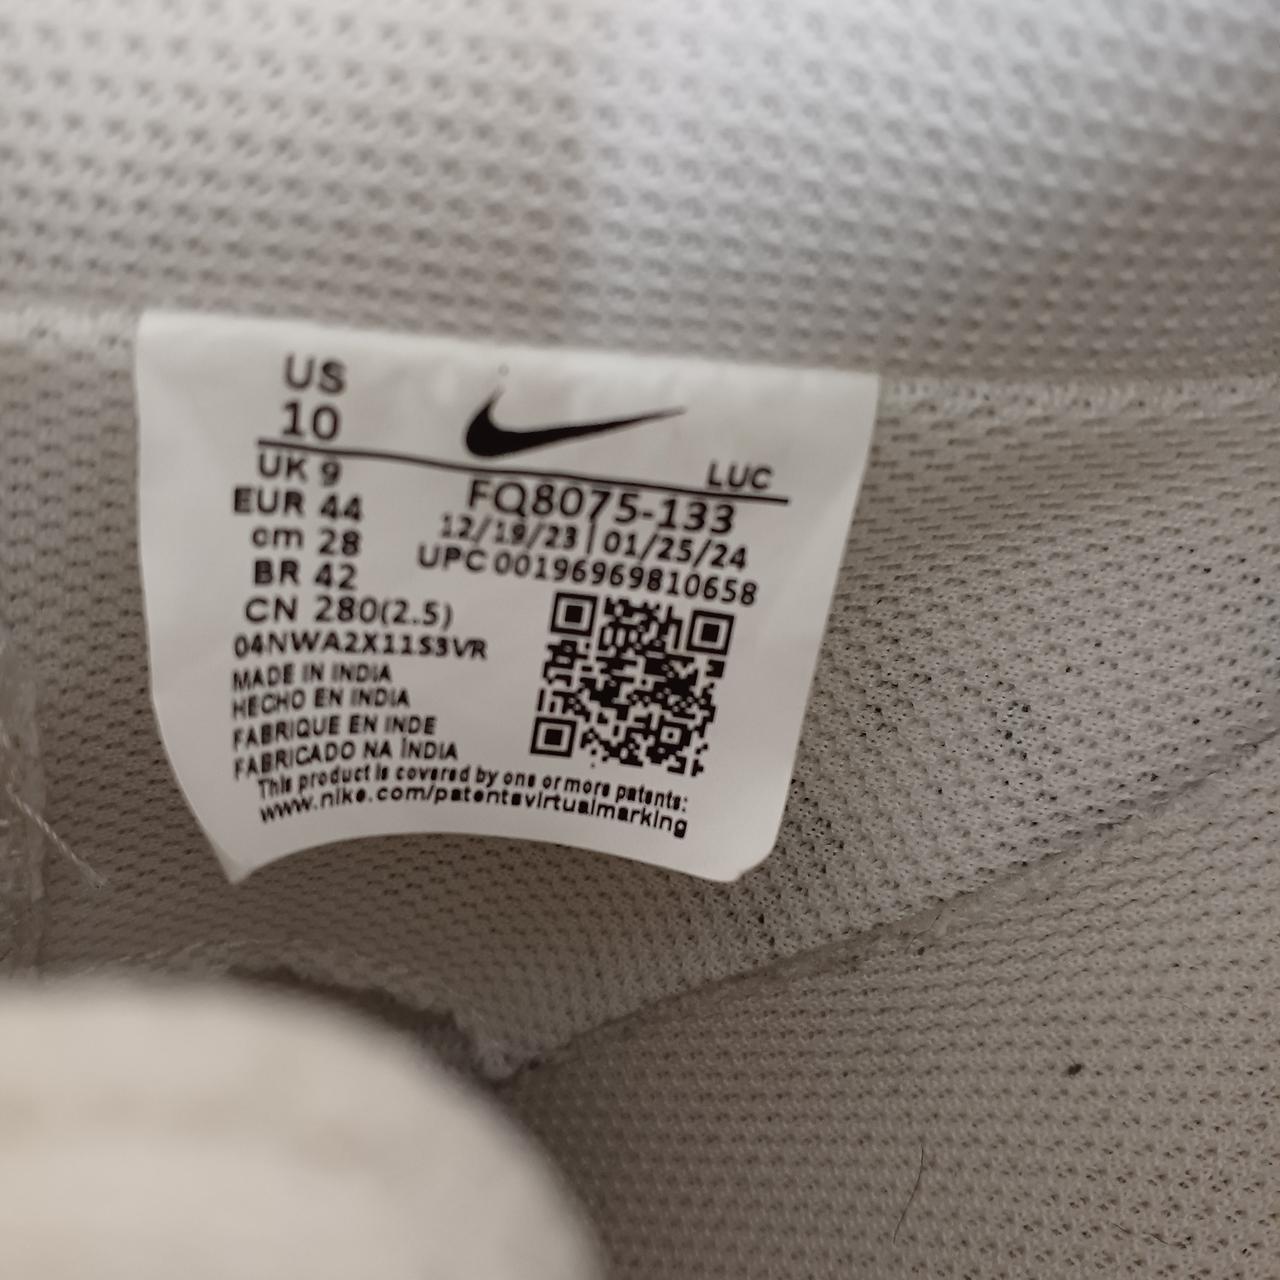 US
10
LUC
UK 9
EUR 44
cm 28
BR 42
CN 280(2.5)
FQ8075-133
12/19/23 | 01/25/24
UPC 00196969810658
04NWA2X11S3VR
MADE IN INDIA
HECHO EN INDIA
FABRIQUE EN INDE
FABRICADO NA ÍNDIA
This product is covered by one or more patents:
www.nike.com/patentsvirtualmarking